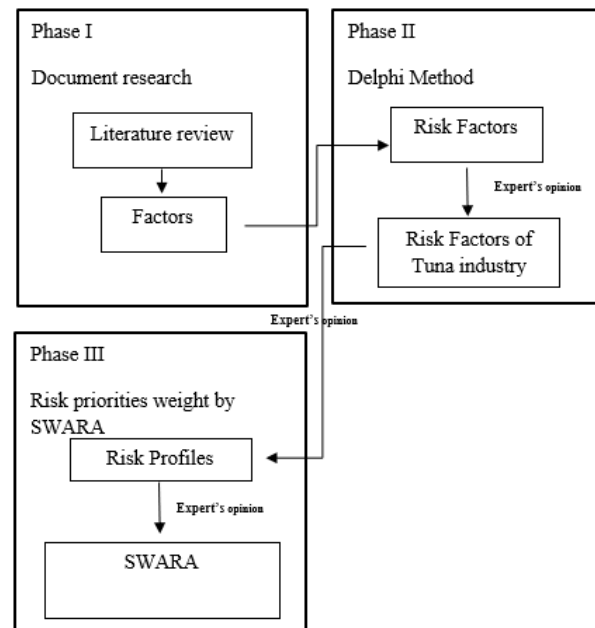 Phase I
Document research
Literature review
Factors
Phase II
Delphi Method
Risk Factors
Expert's opinion
Risk Factors of
Tuna industry
Expert's opinion
Phase III
Risk priorities weight by
SWARA
Risk Profiles
Expert's opinion
SWARA